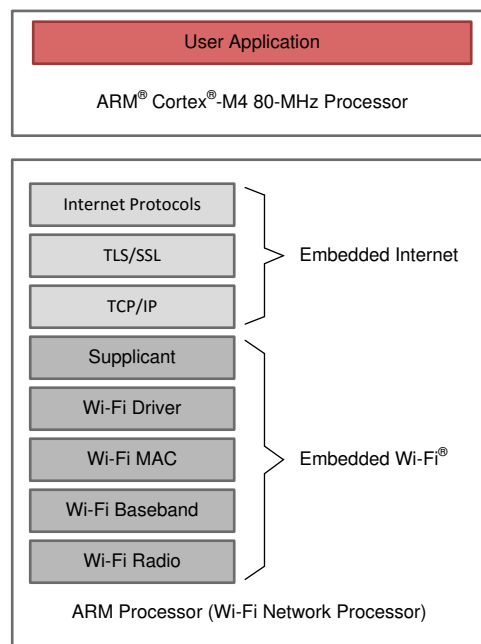 User Application
ARM® Cortex®-M4 80-MHz Processor
Internet Protocols
TLS/SSL
TCP/IP
Embedded Internet
Supplicant
Wi-Fi Driver
Wi-Fi MAC
Wi-Fi Baseband
Wi-Fi Radio
Embedded Wi-Fi®
ARM Processor (Wi-Fi Network Processor)